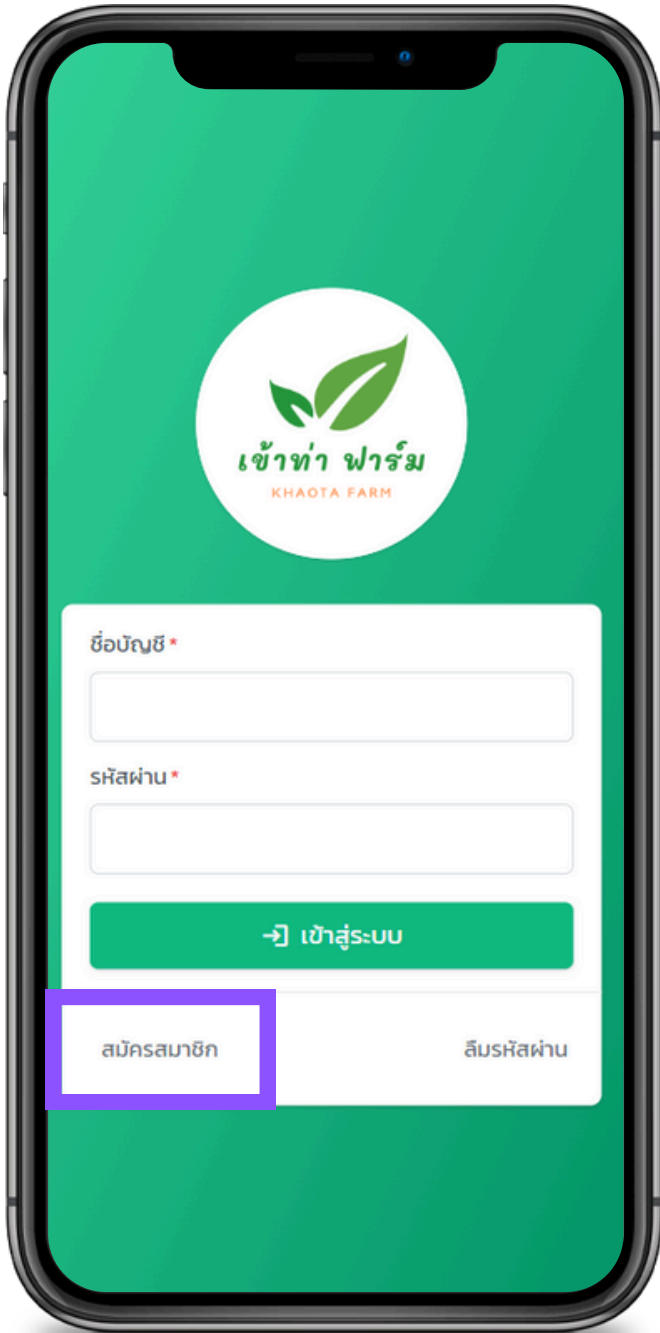 เข้าท่า ฟาร์ม
KHAOTA FARM
ชื่อบัญชี *
รหัสผ่าน *
เข้าสู่ระบบ
สมัครสมาชิก
ลืมรหัสผ่าน